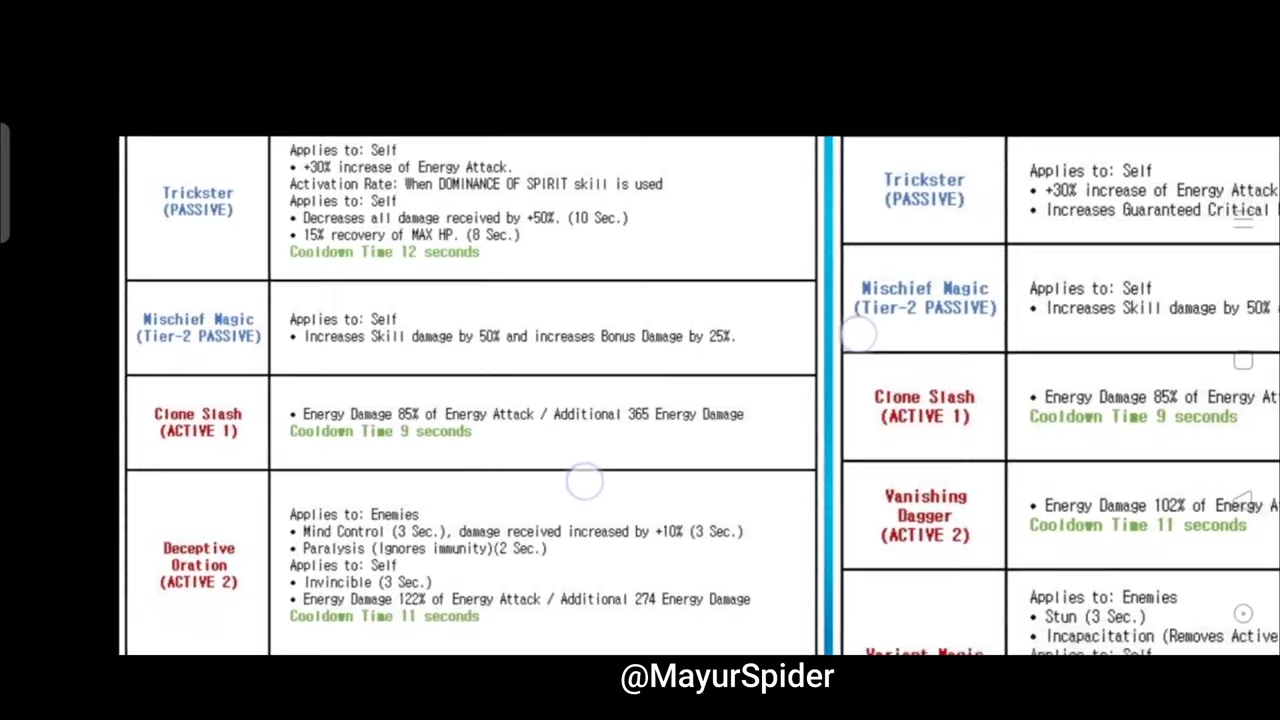 Trickster
(PASSIVE)
Applies to: Self
• +30% increase of Energy Attack.
Activation Rate: When DOMINANCE OF SPIRIT skill is used
Applies to: Self
• Decreases all damage received by +50%. (10 Sec.)
• 15% recovery of MAX HP. (8 Sec.)
Cooldown Time 12 seconds
Mischief Magic
(Tier-2 PASSIVE)
Applies to: Self
• Increases Skill damage by 50% and increases Bonus Damage by 25%.
Clone Slash
(ACTIVE 1)
• Energy Damage 85% of Energy Attack / Additional 365 Energy Damage
Cooldown Time 9 seconds
Deceptive
Oration
(ACTIVE 2)
Applies to: Enemies
• Mind Control (3 Sec.), damage received increased by +10% (3 Sec.)
• Paralysis (Ignores immunity)(2 Sec.)
Applies to: Self
• Invincible (3 Sec.)
• Energy Damage 122% of Energy Attack / Additional 274 Energy Damage
Cooldown Time 11 seconds
Trickster
(PASSIVE)
Applies to: Self
• +30% increase of Energy Attack
• Increases Guaranteed Critical
Mischief Magic
(Tier-2 PASSIVE)
Applies to: Self
• Increases Skill damage by 50%
Clone Slash
(ACTIVE 1)
• Energy Damage 85% of Energy At
Cooldown Time 9 seconds
Vanishing
Dagger
(ACTIVE 2)
• Energy Damage 102% of Energy A
Cooldown Time 11 seconds
Variant Magic
Applies to: Enemies
• Stun (3 Sec.)
• Incapacitation (Removes Active
Applies to: Self
@MayurSpider